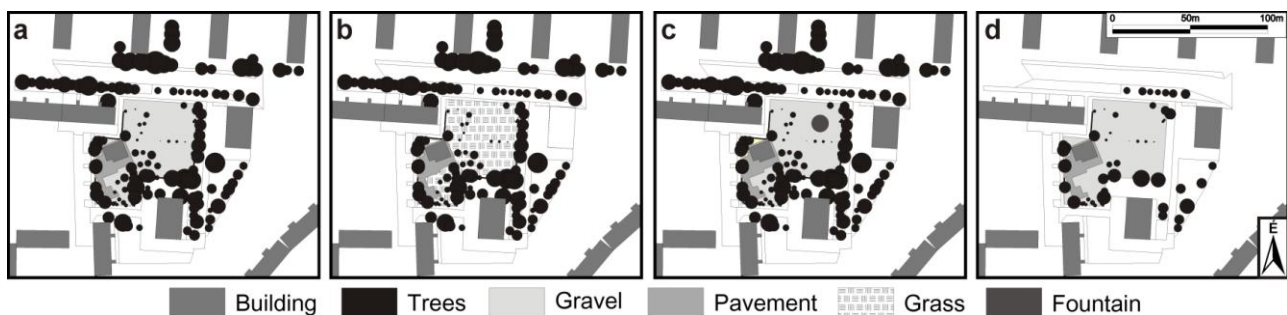 a
b
c
d
0 50m 100m
É
Building Trees Gravel Pavement Grass Fountain